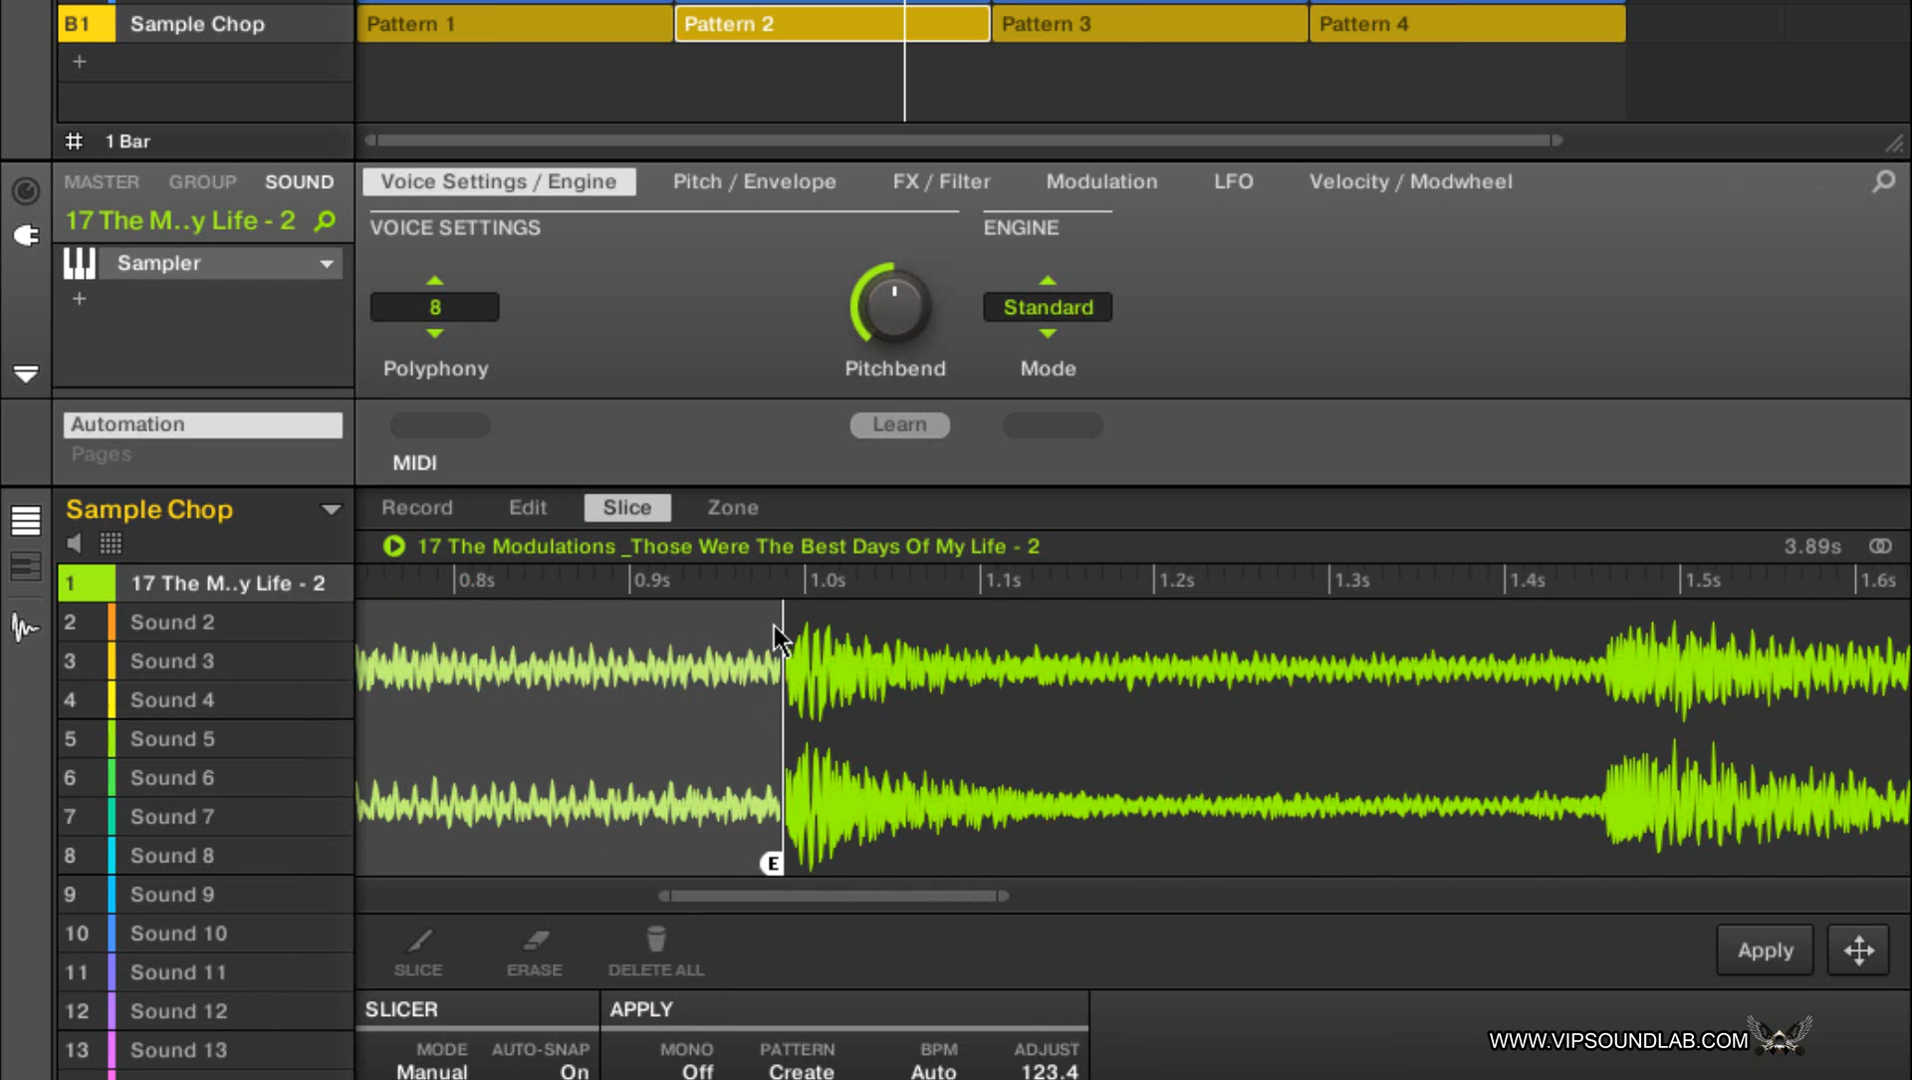 B1 Sample Chop Pattern 1 Pattern 2 Pattern 3 Pattern 4
+
# 1 Bar
MASTER GROUP SOUND Voice Settings / Engine Pitch / Envelope FX / Filter Modulation LFO Velocity / Modwheel
17 The M..y Life - 2 VOICE SETTINGS ENGINE
Sampler
+ 8 Standard
Polyphony Pitchbend Mode
Automation Learn
Pages MIDI
Sample Chop Record Edit Slice Zone
17 The Modulations _Those Were The Best Days Of My Life - 2 3.89s
1 17 The M..y Life - 2 0.8s 0.9s 1.0s 1.1s 1.2s 1.3s 1.4s 1.5s 1.6s
2 Sound 2
3 Sound 3
4 Sound 4
5 Sound 5
6 Sound 6
7 Sound 7
8 Sound 8 E
9 Sound 9
10 Sound 10 Apply
11 Sound 11 SLICE ERASE DELETE ALL
12 Sound 12 SLICER APPLY
WWW.VIPSOUNDLAB.COM
13 Sound 13 MODE AUTO-SNAP MONO PATTERN BPM ADJUST
Manual On Off Create Auto 123.4